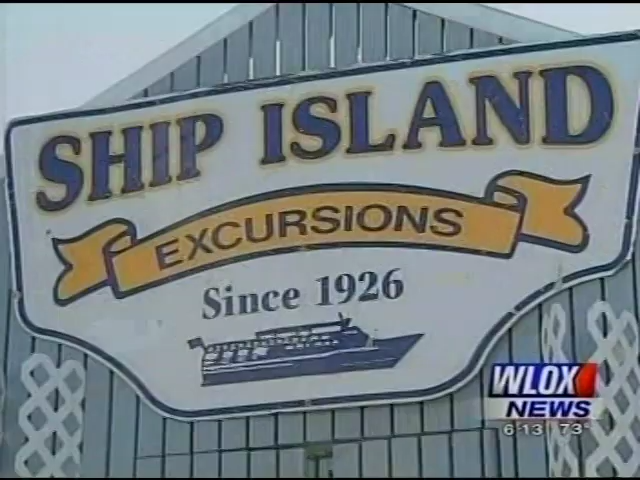 SHIP ISLAND
EXCURSIONS
Since 1926
WLOX
NEWS
6:13 73°